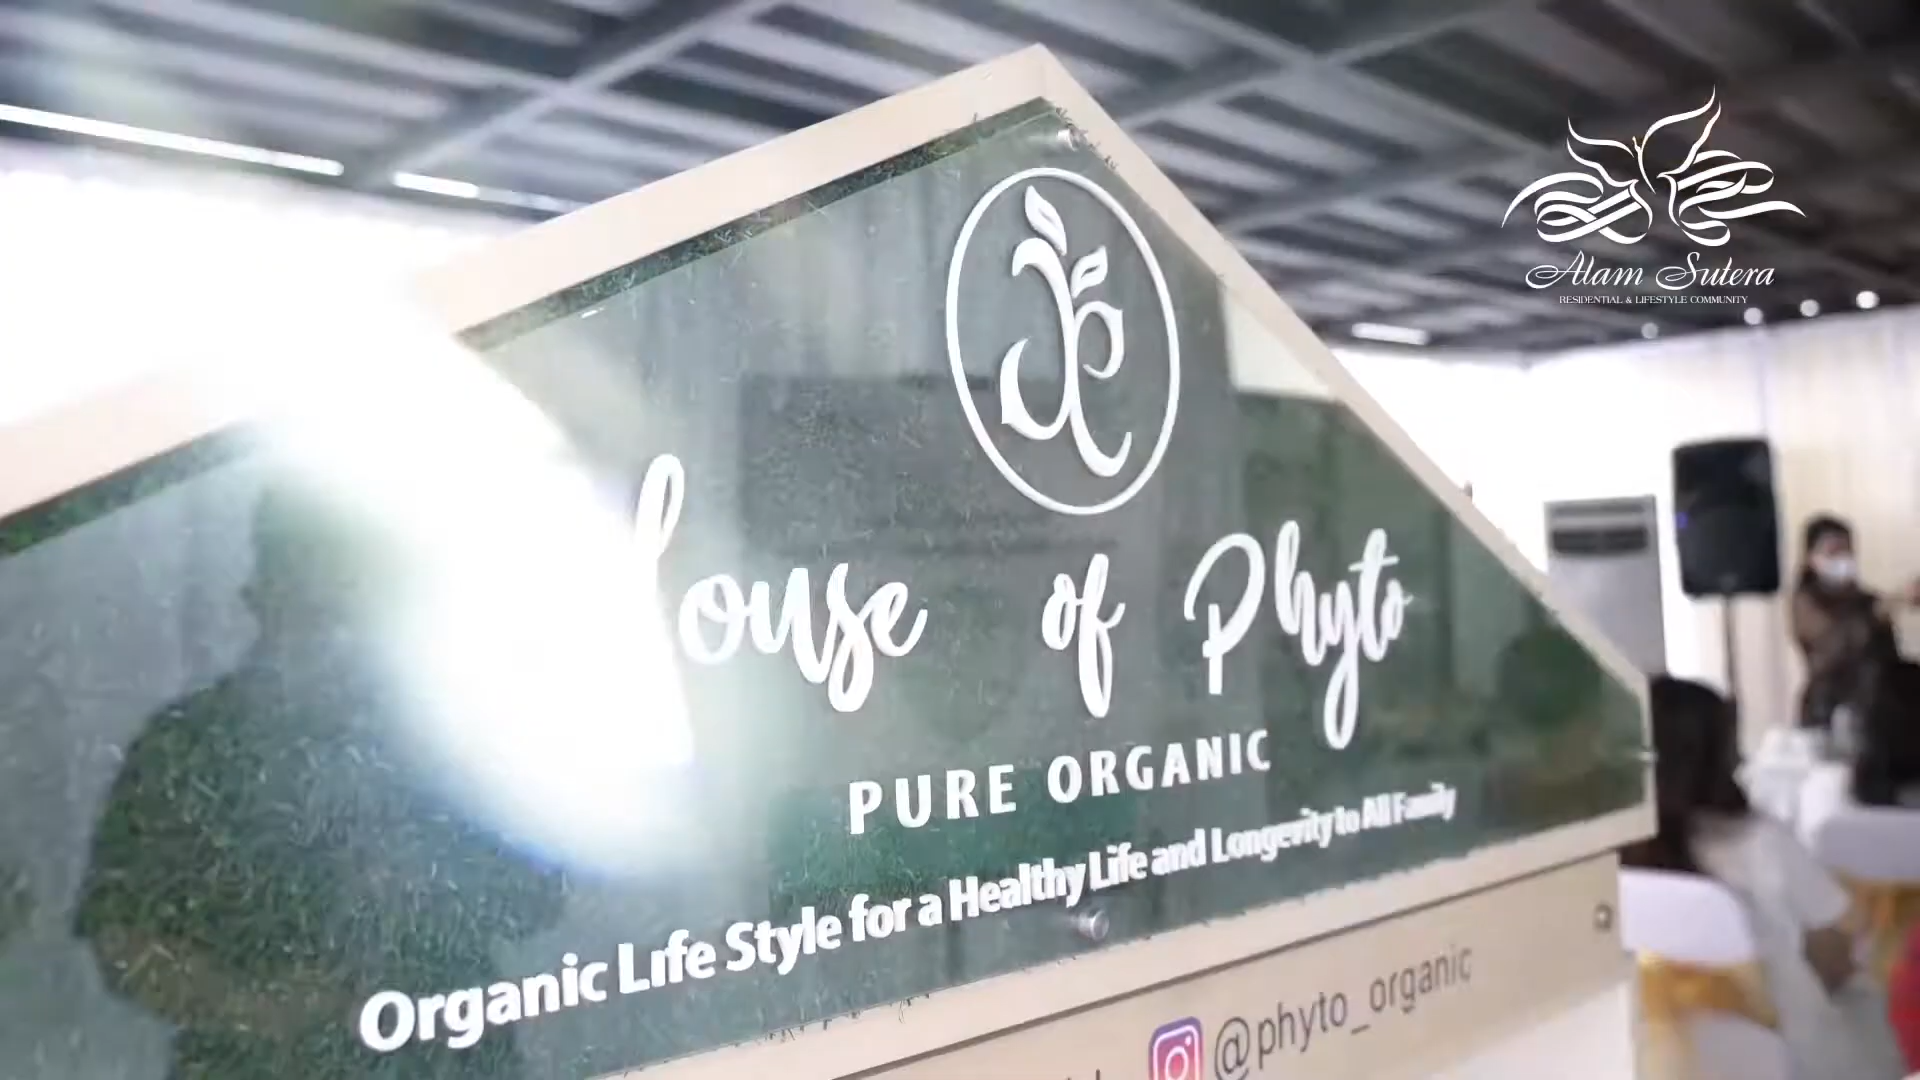 Alam Sutera
RESIDENTIAL & LIFESTYLE COMMUNITY
of Phyto
PURE ORGANIC
Organic Life Style for a Healthy Life and Longevity to All Family
@phyto_organic